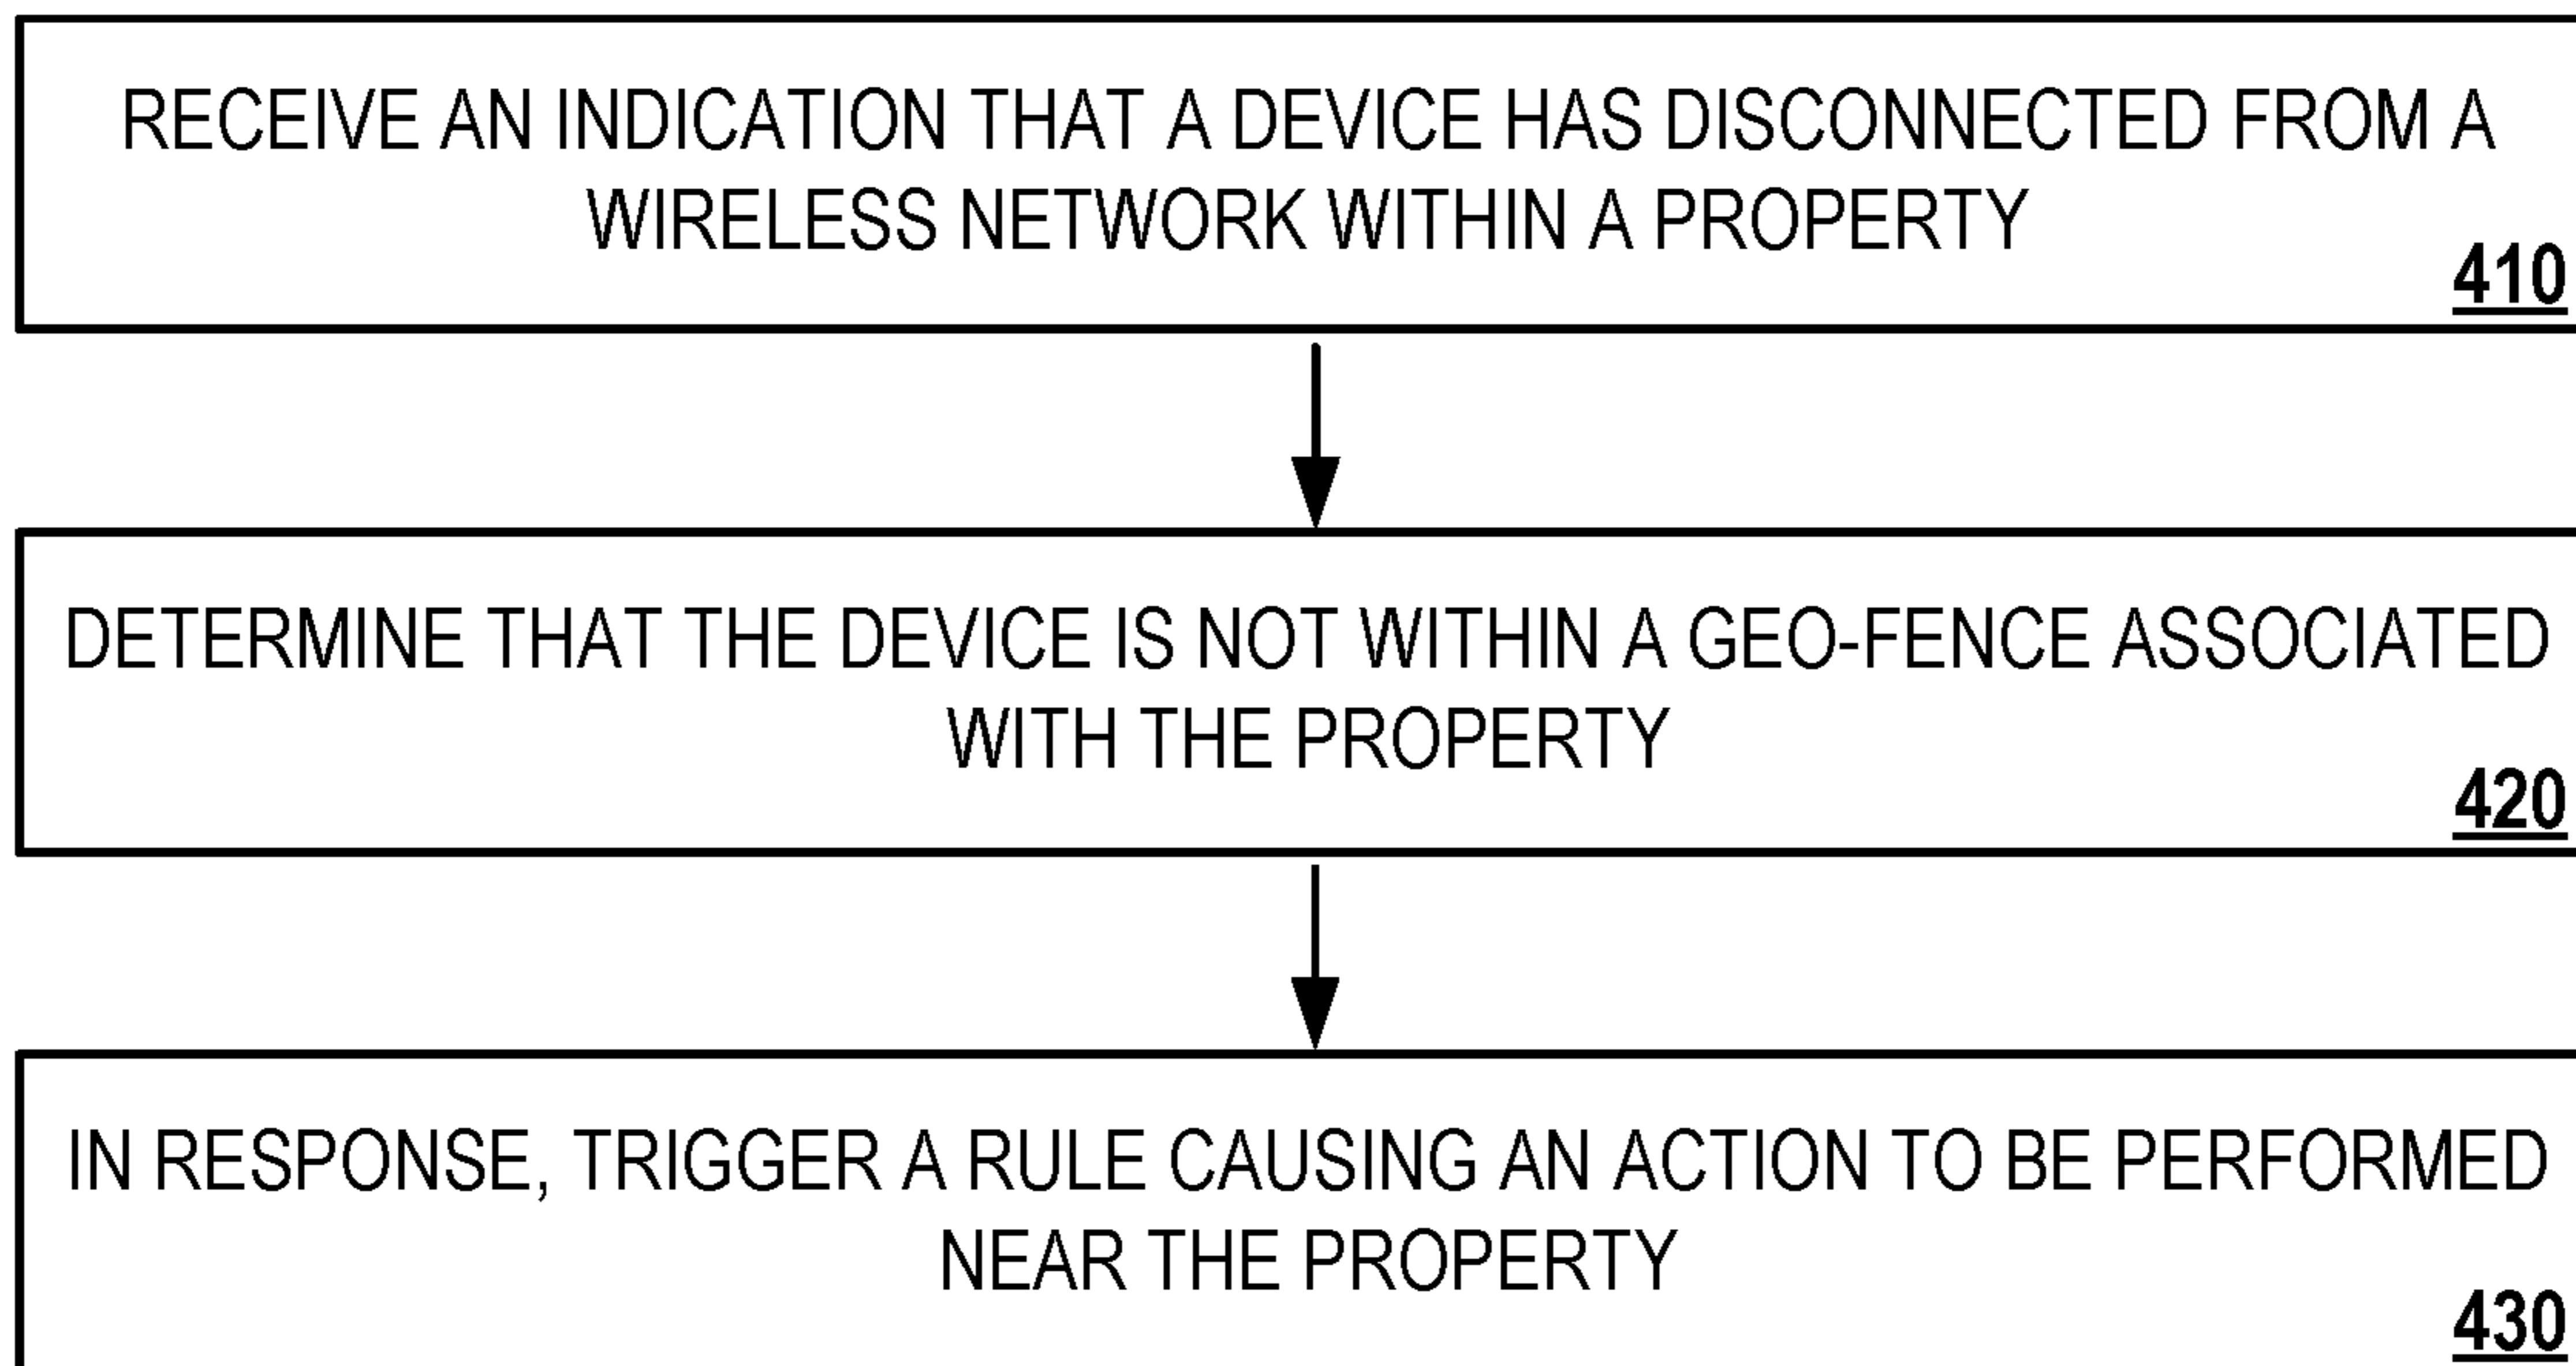 RECEIVE AN INDICATION THAT A DEVICE HAS DISCONNECTED FROM A
WIRELESS NETWORK WITHIN A PROPERTY
410
DETERMINE THAT THE DEVICE IS NOT WITHIN A GEO-FENCE ASSOCIATED
WITH THE PROPERTY
420
IN RESPONSE, TRIGGER A RULE CAUSING AN ACTION TO BE PERFORMED
NEAR THE PROPERTY
430